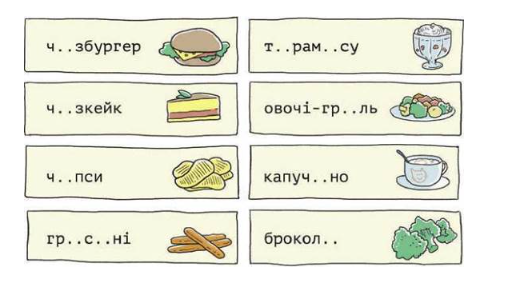 ч..збургер
т..рам..су
ч..зкейк
овочі-гр..ль
ч..пси
капуч..но
гр..с..ні
брокол..